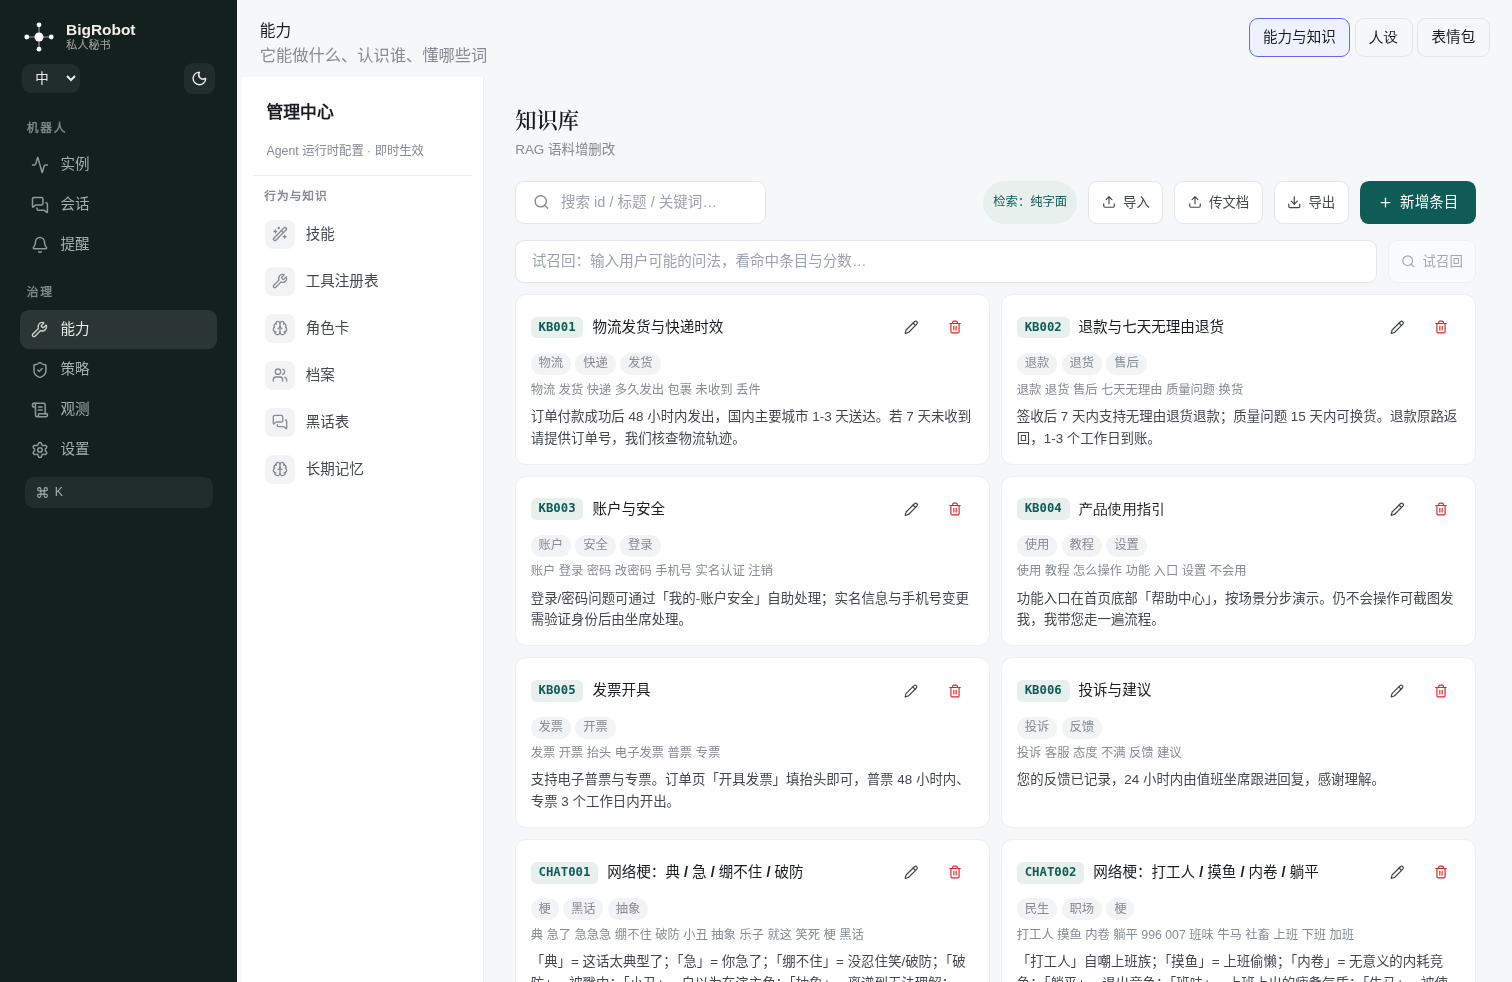 BigRobot
私人秘书
中
机器人
实例
会话
提醒
治理
能力
策略
观测
设置
⌘ K
能力
它能做什么、认识谁、懂哪些词
能力与知识
人设
表情包
管理中心
Agent 运行时配置 · 即时生效
行为与知识
技能
工具注册表
角色卡
档案
黑话表
长期记忆
知识库
RAG 语料增删改
搜索 id / 标题 / 关键词…
检索：纯字面
导入
传文档
导出
新增条目
试召回：输入用户可能的问法，看命中条目与分数…
试召回
KB001 物流发货与快递时效
物流 快递 发货
物流 发货 快递 多久发出 包裹 未收到 丢件
订单付款成功后 48 小时内发出，国内主要城市 1-3 天送达。若 7 天未收到
请提供订单号，我们核查物流轨迹。
KB002 退款与七天无理由退货
退款 退货 售后
退款 退货 售后 七天无理由 质量问题 换货
签收后 7 天内支持无理由退货退款；质量问题 15 天内可换货。退款原路返
回，1-3 个工作日到账。
KB003 账户与安全
账户 安全 登录
账户 登录 密码 改密码 手机号 实名认证 注销
登录/密码问题可通过「我的-账户安全」自助处理；实名信息与手机号变更
需验证身份后由坐席处理。
KB004 产品使用指引
使用 教程 设置
使用 教程 怎么操作 功能 入口 设置 不会用
功能入口在首页底部「帮助中心」，按场景分步演示。仍不会操作可截图发
我，我带您走一遍流程。
KB005 发票开具
发票 开票
发票 开票 抬头 电子发票 普票 专票
支持电子普票与专票。订单页「开具发票」填抬头即可，普票 48 小时内、
专票 3 个工作日内开出。
KB006 投诉与建议
投诉 反馈
投诉 客服 态度 不满 反馈 建议
您的反馈已记录，24 小时内由值班坐席跟进回复，感谢理解。
CHAT001 网络梗：典 / 急 / 绷不住 / 破防
梗 黑话 抽象
典 急了 急急急 绷不住 破防 小丑 抽象 乐子 就这 笑死 梗 黑话
「典」= 这话太典型了；「急」= 你急了；「绷不住」= 没忍住笑/破防；「破
CHAT002 网络梗：打工人 / 摸鱼 / 内卷 / 躺平
民生 职场 梗
打工人 摸鱼 内卷 躺平 996 007 班味 牛马 社畜 上班 下班 加班
「打工人」自嘲上班族；「摸鱼」= 上班偷懒；「内卷」= 无意义的内耗竞